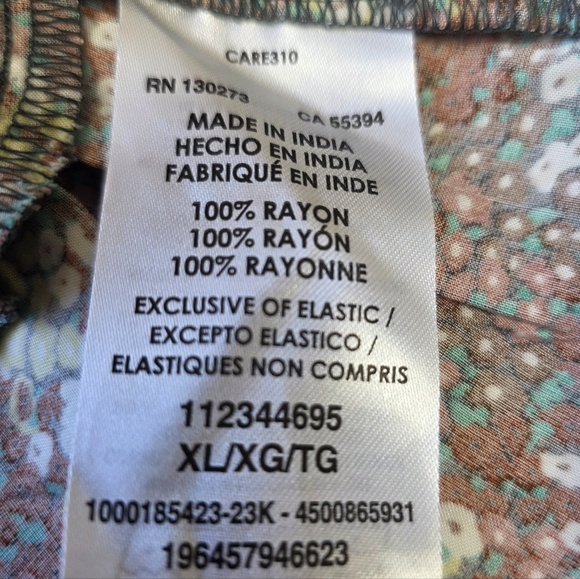 CARE310
RN 130273 CA 55394
MADE IN INDIA
HECHO EN INDIA
FABRIQUÉ EN INDE
100% RAYON
100% RAYÓN
100% RAYONNE
EXCLUSIVE OF ELASTIC /
EXCEPTO ELASTICO /
ELASTIQUES NON COMPRIS
112344695
XL/XG/TG
1000185423-23K - 4500865931
196457946623